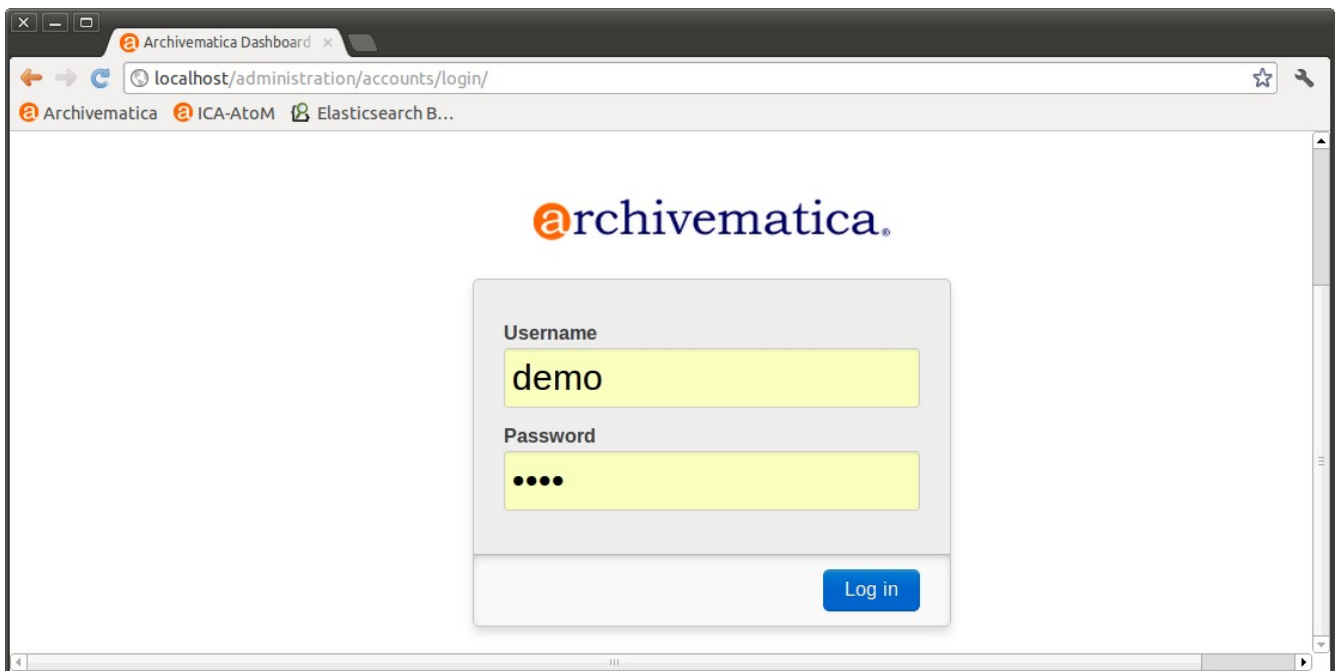 Archivematica Dashboard
localhost/administration/accounts/login/
Archivematica ICA-AtoM Elasticsearch B...
archivematica.®
Username
demo
Password
••••
Log in